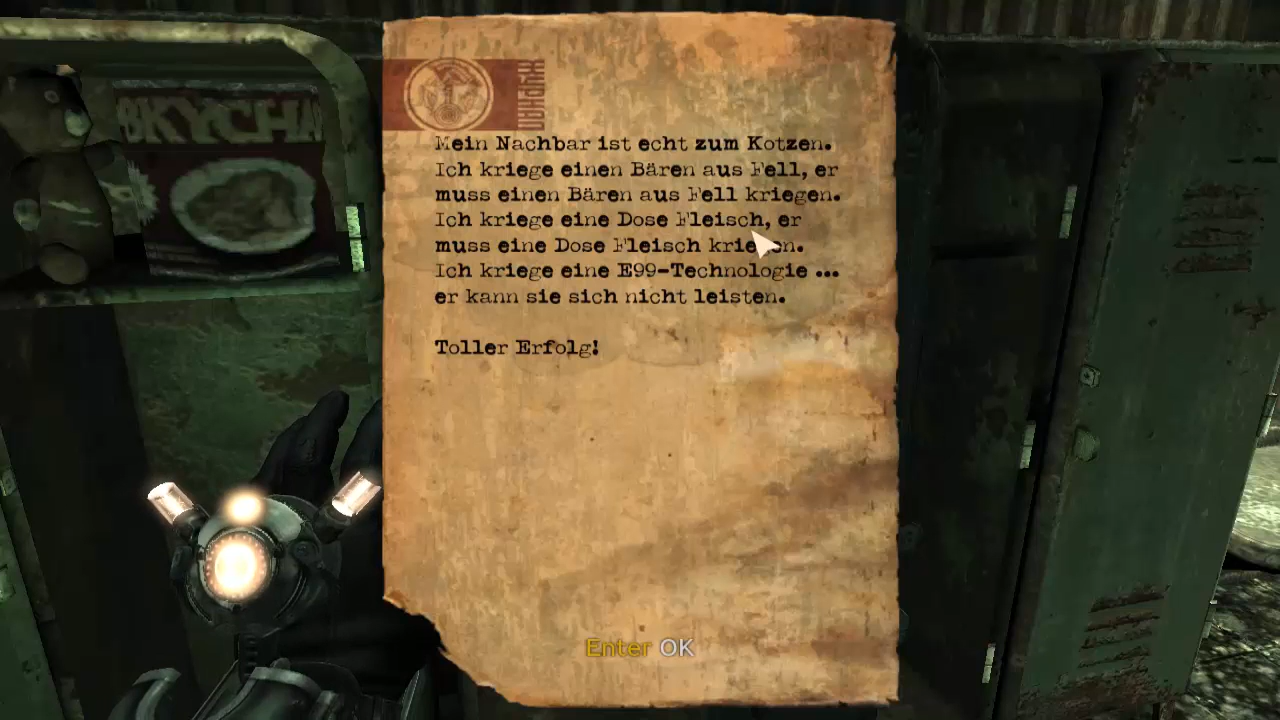 ВКУСНА
ЖУРНАЛ
Mein Nachbar ist echt zum Kotzen.
Ich kriege einen Bären aus Fell, er
muss einen Bären aus Fell kriegen.
Ich kriege eine Dose Fleisch, er
muss eine Dose Fleisch kriegen.
Ich kriege eine E99-Technologie ...
er kann sie sich nicht leisten.
Toller Erfolg!
Enter OK